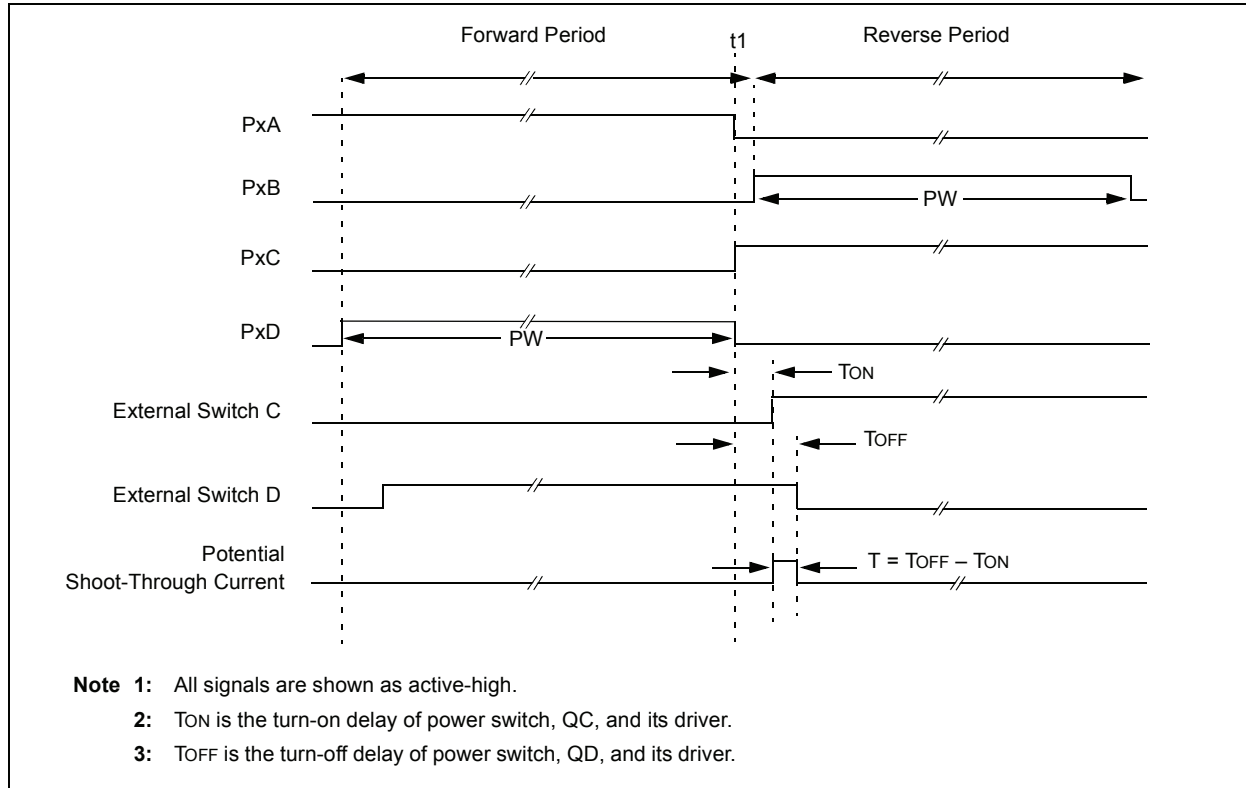 Forward Period
t1
Reverse Period
PxA
PxB
PW
PxC
PxD
PW
TON
External Switch C
TOFF
External Switch D
Potential
Shoot-Through Current
T = TOFF – TON
Note 1: All signals are shown as active-high.
2: TON is the turn-on delay of power switch, QC, and its driver.
3: TOFF is the turn-off delay of power switch, QD, and its driver.